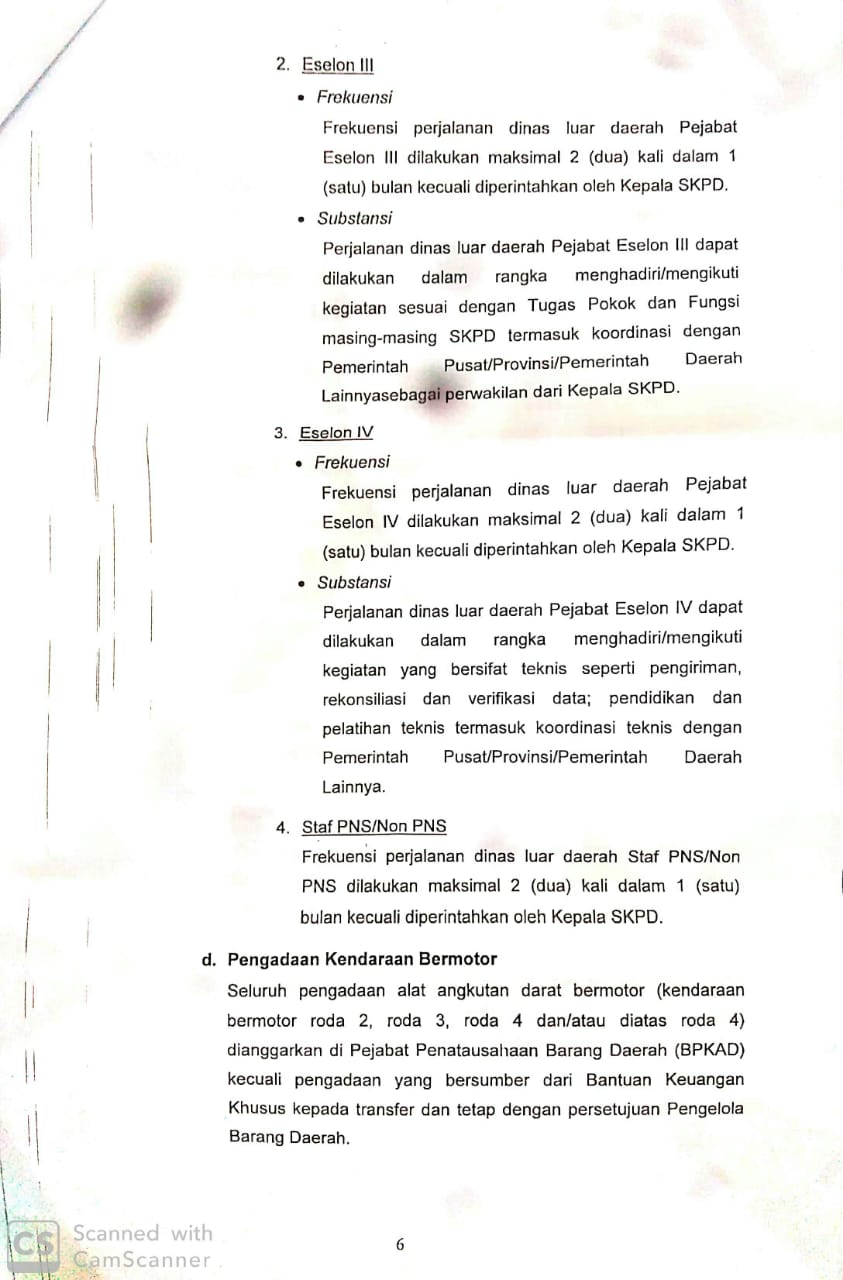 2. Eselon III
• Frekuensi
Frekuensi perjalanan dinas luar daerah Pejabat
Eselon III dilakukan maksimal 2 (dua) kali dalam 1
(satu) bulan kecuali diperintahkan oleh Kepala SKPD.
• Substansi
Perjalanan dinas luar daerah Pejabat Eselon III dapat
dilakukan dalam rangka menghadiri/mengikuti
kegiatan sesuai dengan Tugas Pokok dan Fungsi
masing-masing SKPD termasuk koordinasi dengan
Pemerintah Pusat/Provinsi/Pemerintah Daerah
Lainnyasebagai perwakilan dari Kepala SKPD.
3. Eselon IV
• Frekuensi
Frekuensi perjalanan dinas luar daerah Pejabat
Eselon IV dilakukan maksimal 2 (dua) kali dalam 1
(satu) bulan kecuali diperintahkan oleh Kepala SKPD.
• Substansi
Perjalanan dinas luar daerah Pejabat Eselon IV dapat
dilakukan dalam rangka menghadiri/mengikuti
kegiatan yang bersifat teknis seperti pengiriman,
rekonsiliasi dan verifikasi data; pendidikan dan
pelatihan teknis termasuk koordinasi teknis dengan
Pemerintah Pusat/Provinsi/Pemerintah Daerah
Lainnya.
4. Staf PNS/Non PNS
Frekuensi perjalanan dinas luar daerah Staf PNS/Non
PNS dilakukan maksimal 2 (dua) kali dalam 1 (satu)
bulan kecuali diperintahkan oleh Kepala SKPD.
d. Pengadaan Kendaraan Bermotor
Seluruh pengadaan alat angkutan darat bermotor (kendaraan
bermotor roda 2, roda 3, roda 4 dan/atau diatas roda 4)
dianggarkan di Pejabat Penatausahaan Barang Daerah (BPKAD)
kecuali pengadaan yang bersumber dari Bantuan Keuangan
Khusus kepada transfer dan tetap dengan persetujuan Pengelola
Barang Daerah.
6
CS Scanned with
CamScanner